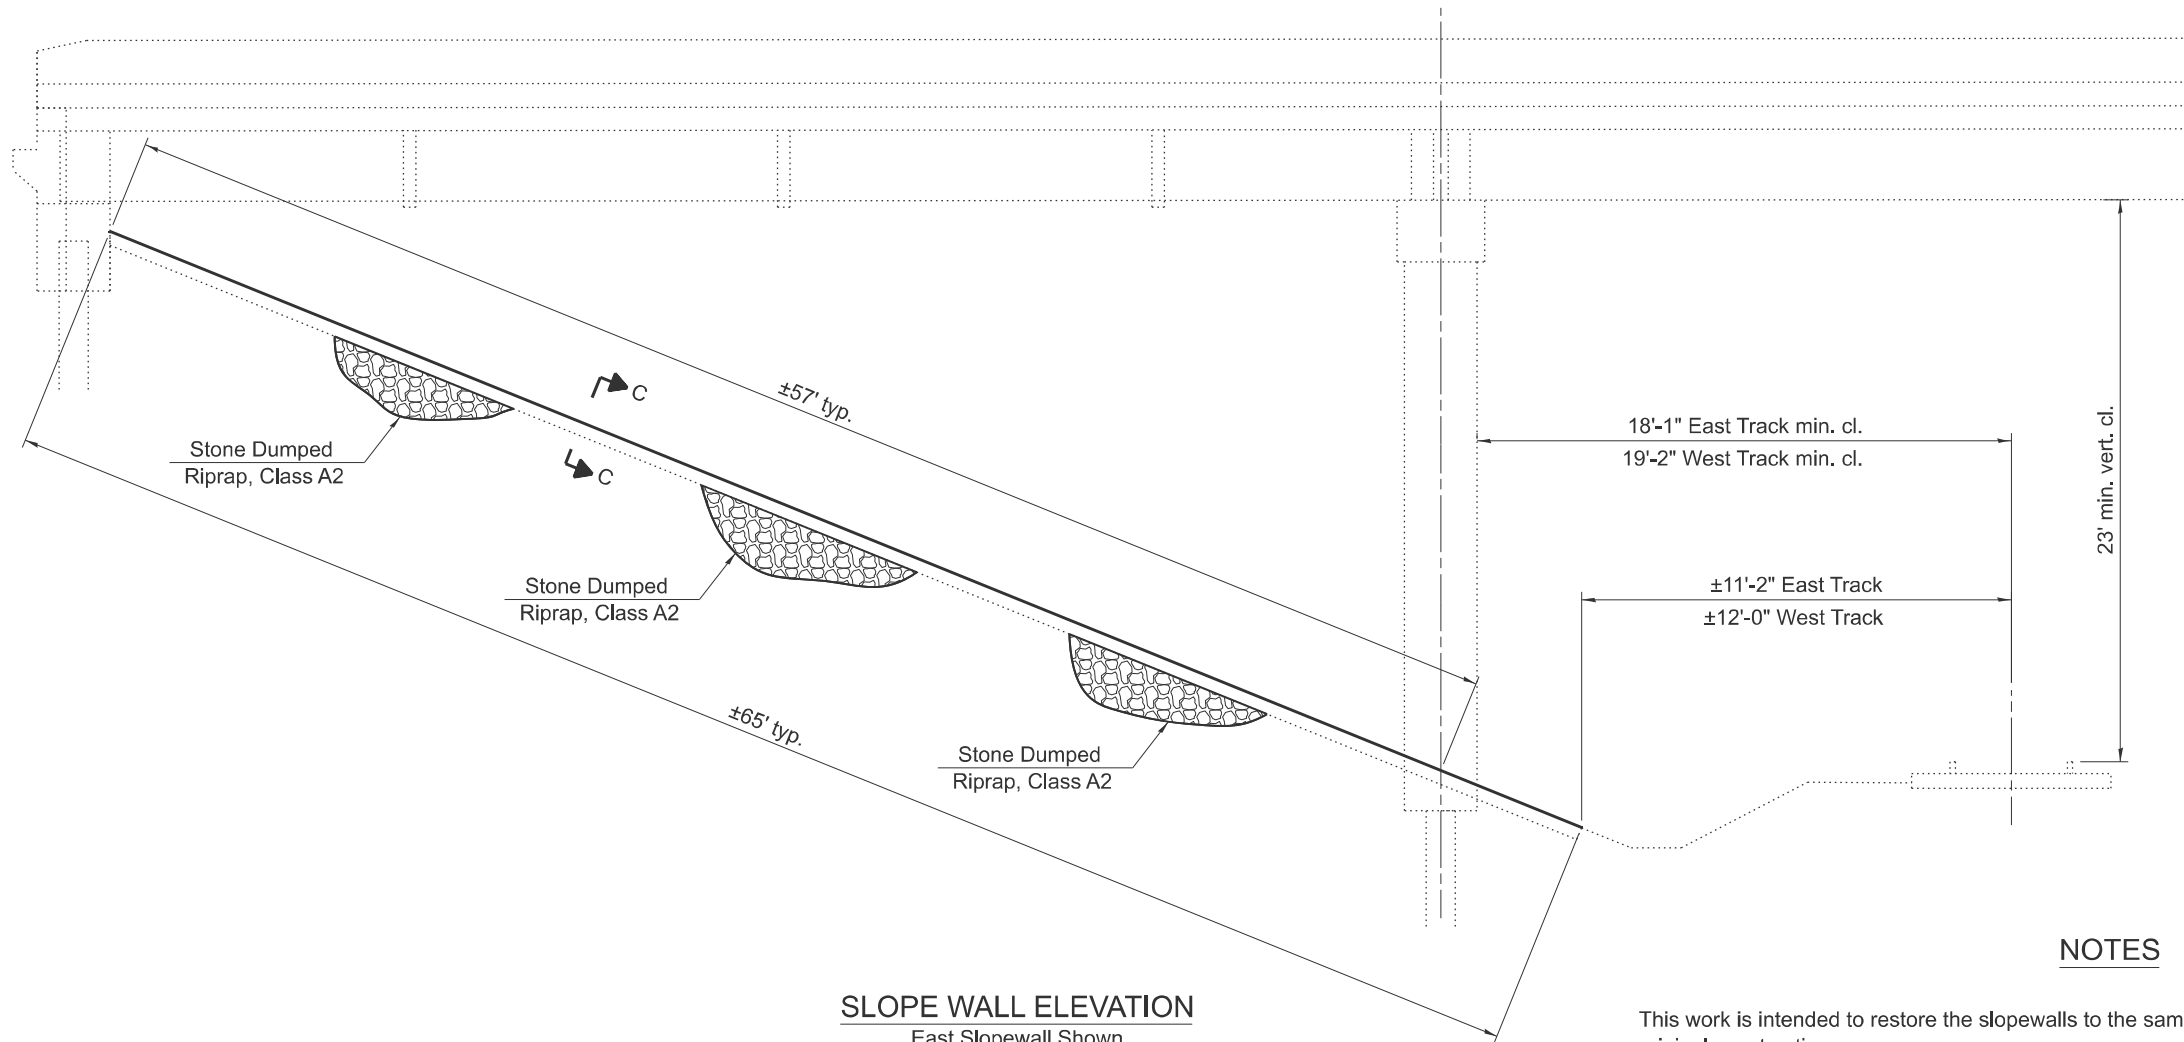 ±57' typ.
C
C
Stone Dumped
Riprap, Class A2
18'-1" East Track min. cl.
19'-2" West Track min. cl.
23' min. vert. cl.
Stone Dumped
Riprap, Class A2
±11'-2" East Track
±12'-0" West Track
±65' typ.
Stone Dumped
Riprap, Class A2
NOTES
SLOPE WALL ELEVATION
East Slopewall Shown
This work is intended to restore the slopewalls to the sam